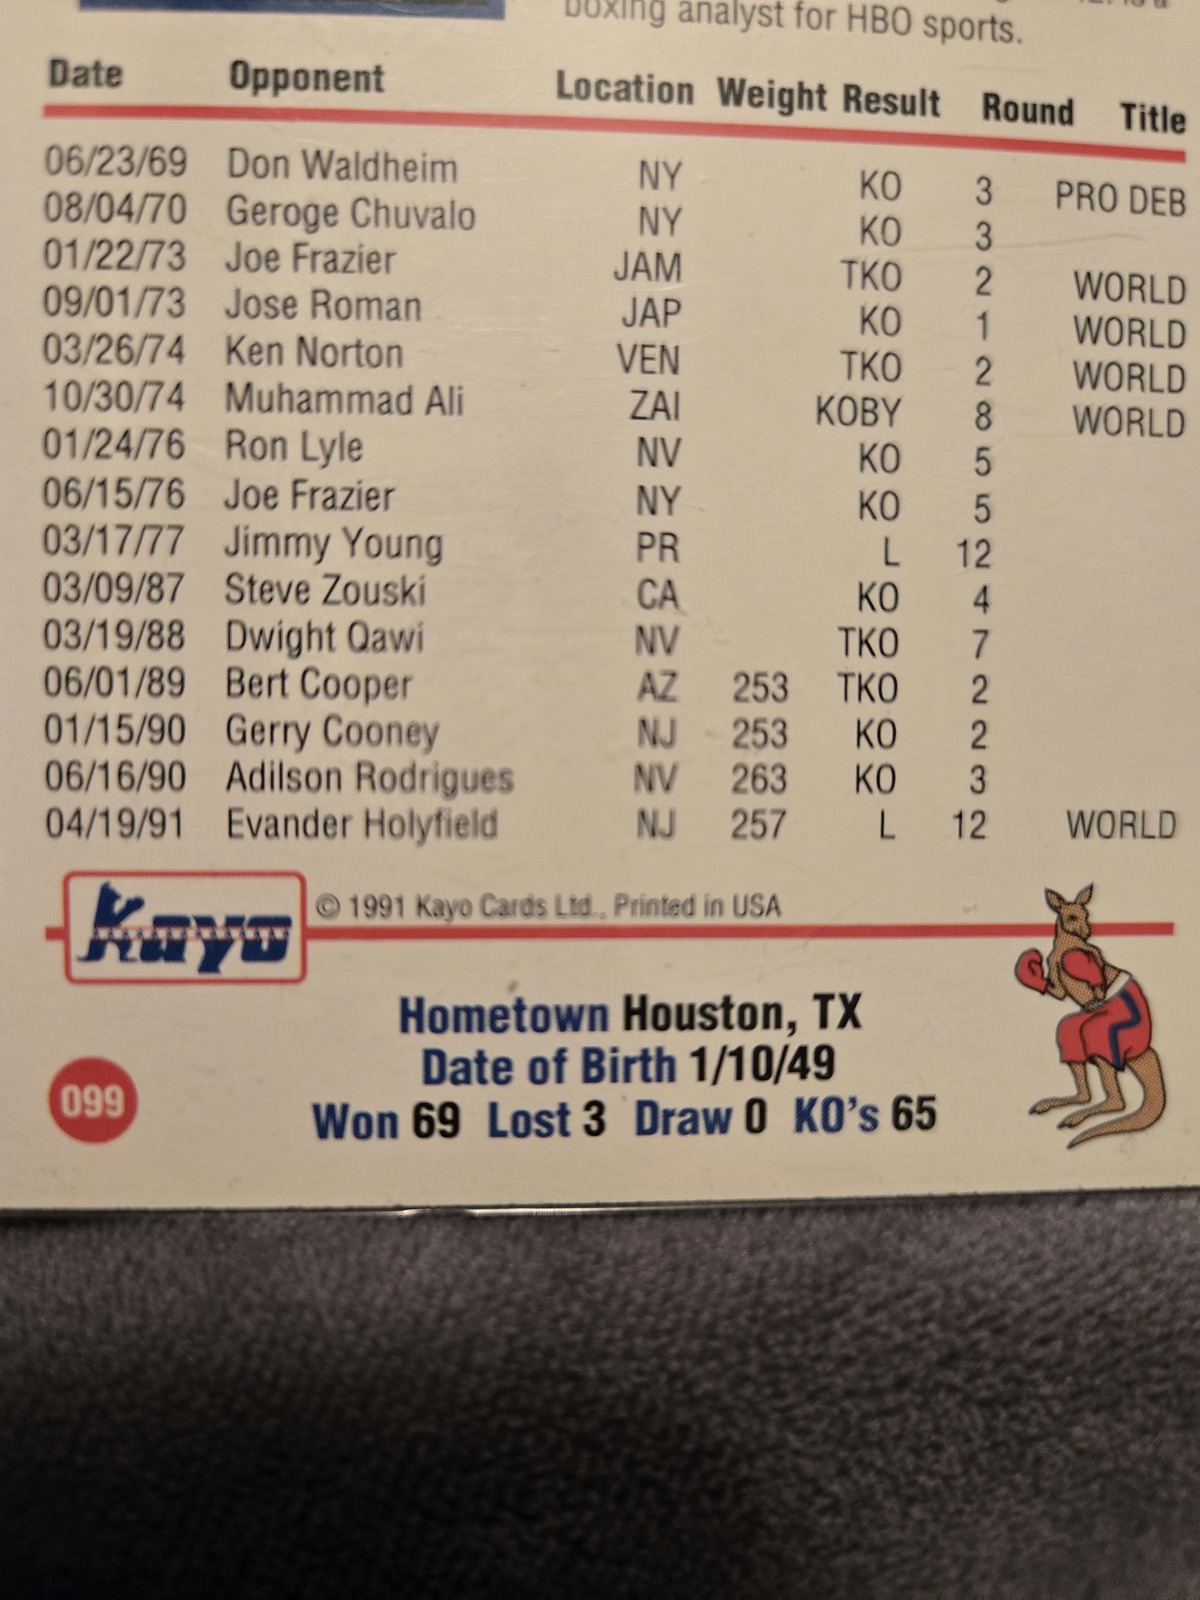 boxing analyst for HBO sports.
Date Opponent Location Weight Result Round Title
06/23/69 Don Waldheim NY KO 3 PRO DEB
08/04/70 Geroge Chuvalo NY KO 3
01/22/73 Joe Frazier JAM TKO 2 WORLD
09/01/73 Jose Roman JAP KO 1 WORLD
03/26/74 Ken Norton VEN TKO 2 WORLD
10/30/74 Muhammad Ali ZAI KOBY 8 WORLD
01/24/76 Ron Lyle NV KO 5
06/15/76 Joe Frazier NY KO 5
03/17/77 Jimmy Young PR L 12
03/09/87 Steve Zouski CA KO 4
03/19/88 Dwight Qawi NV TKO 7
06/01/89 Bert Cooper AZ 253 TKO 2
01/15/90 Gerry Cooney NJ 253 KO 2
06/16/90 Adilson Rodrigues NV 263 KO 3
04/19/91 Evander Holyfield NJ 257 L 12 WORLD
Kayo © 1991 Kayo Cards Ltd., Printed in USA
Hometown Houston, TX
Date of Birth 1/10/49
099 Won 69 Lost 3 Draw 0 KO's 65